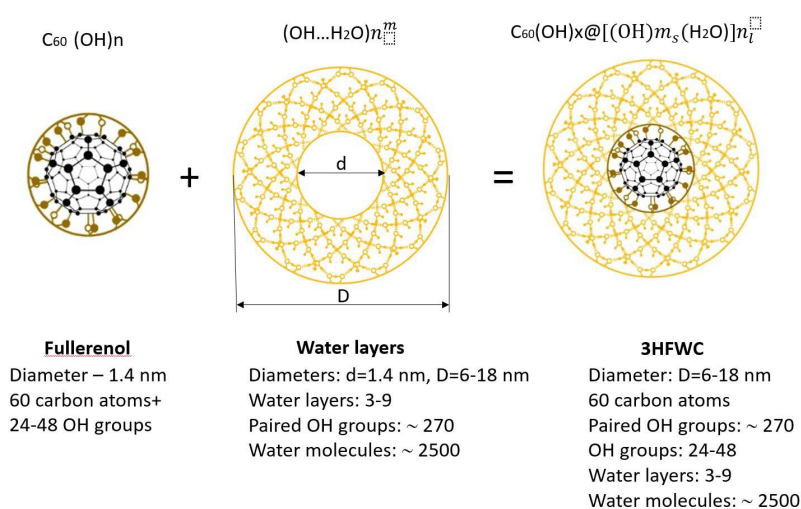 C₆₀ (OH)n
(OH...H₂O)n^m_□
C₆₀(OH)x@[(OH)m_s(H₂O)]n_l^□
d
+
=
D
Fullerenol
Diameter – 1.4 nm
60 carbon atoms+
24-48 OH groups
Water layers
Diameters: d=1.4 nm, D=6-18 nm
Water layers: 3-9
Paired OH groups: ~ 270
Water molecules: ~ 2500
3HFWC
Diameter: D=6-18 nm
60 carbon atoms
Paired OH groups: ~ 270
OH groups: 24-48
Water layers: 3-9
Water molecules: ~ 2500